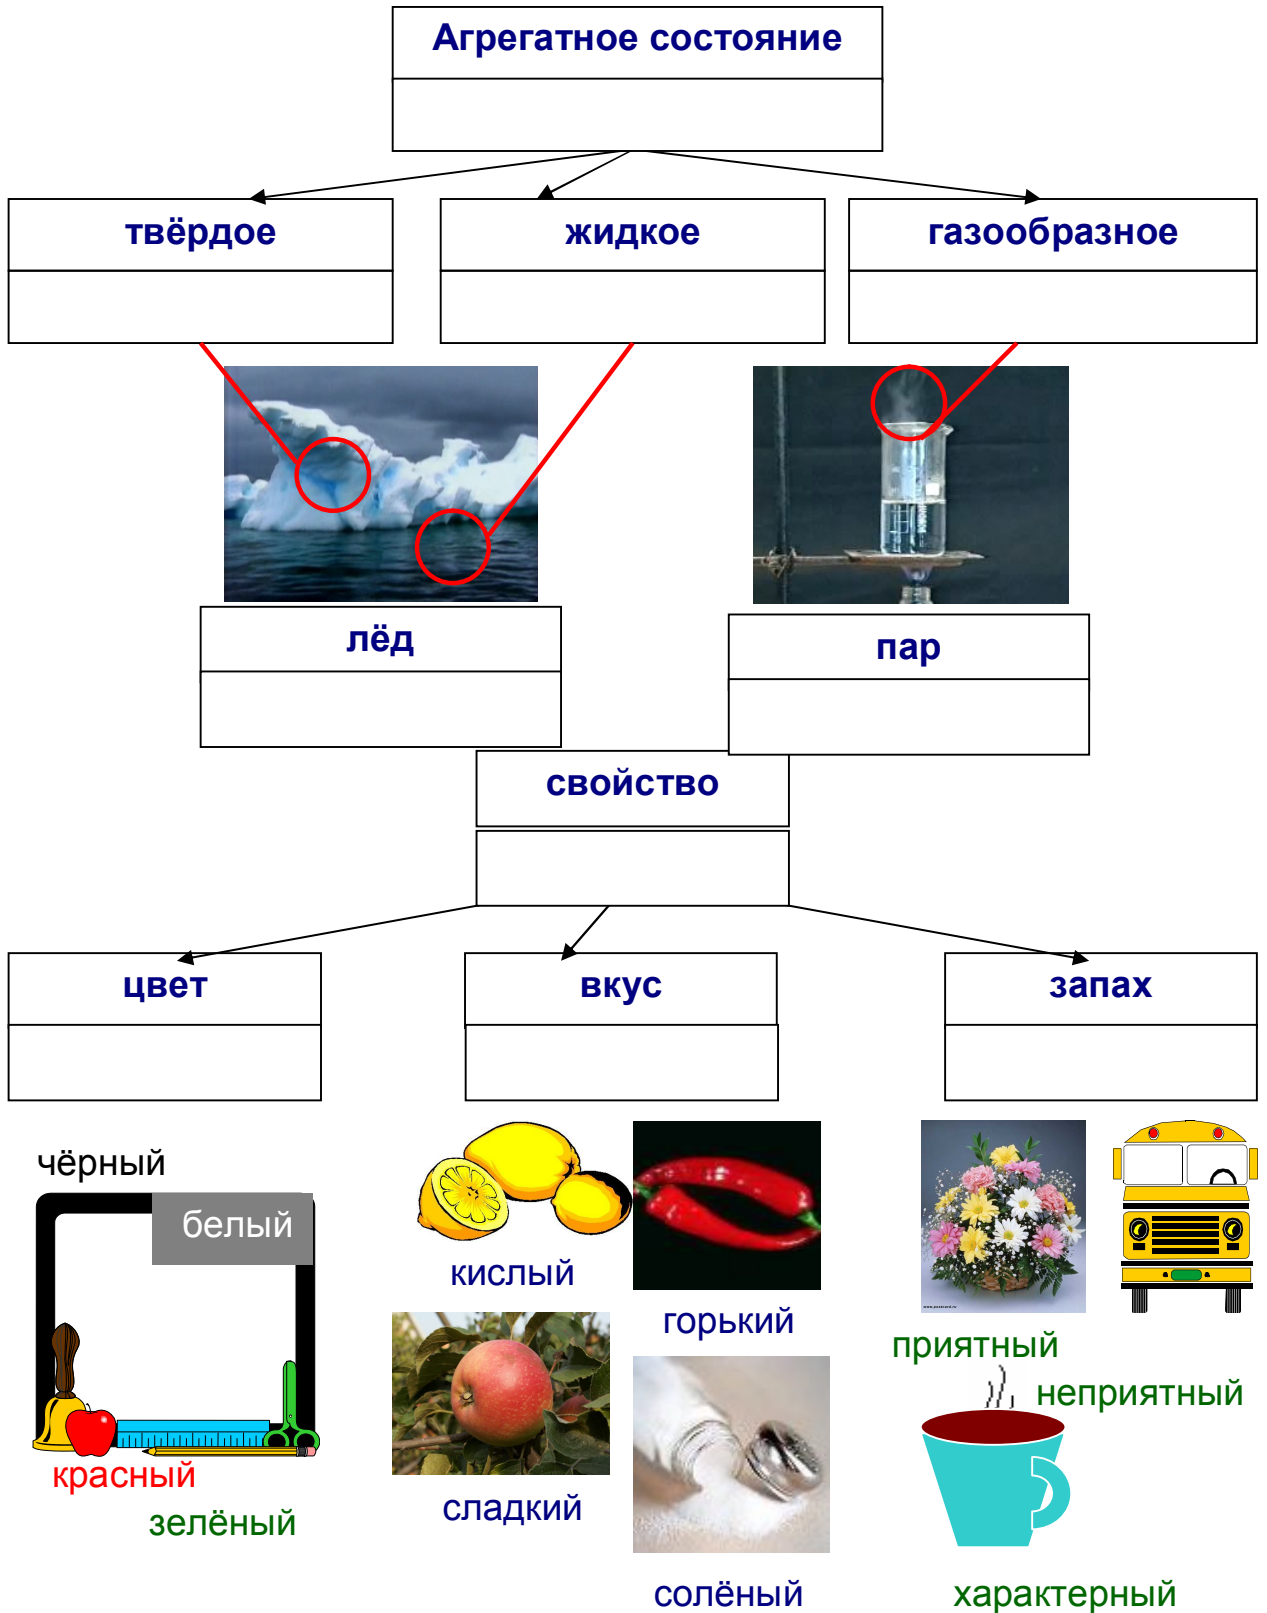 Агрегатное состояние
твёрдое
жидкое
газообразное
лёд
пар
свойство
цвет
вкус
запах
чёрный
белый
красный
зелёный
кислый
горький
сладкий
солёный
приятный
неприятный
характерный